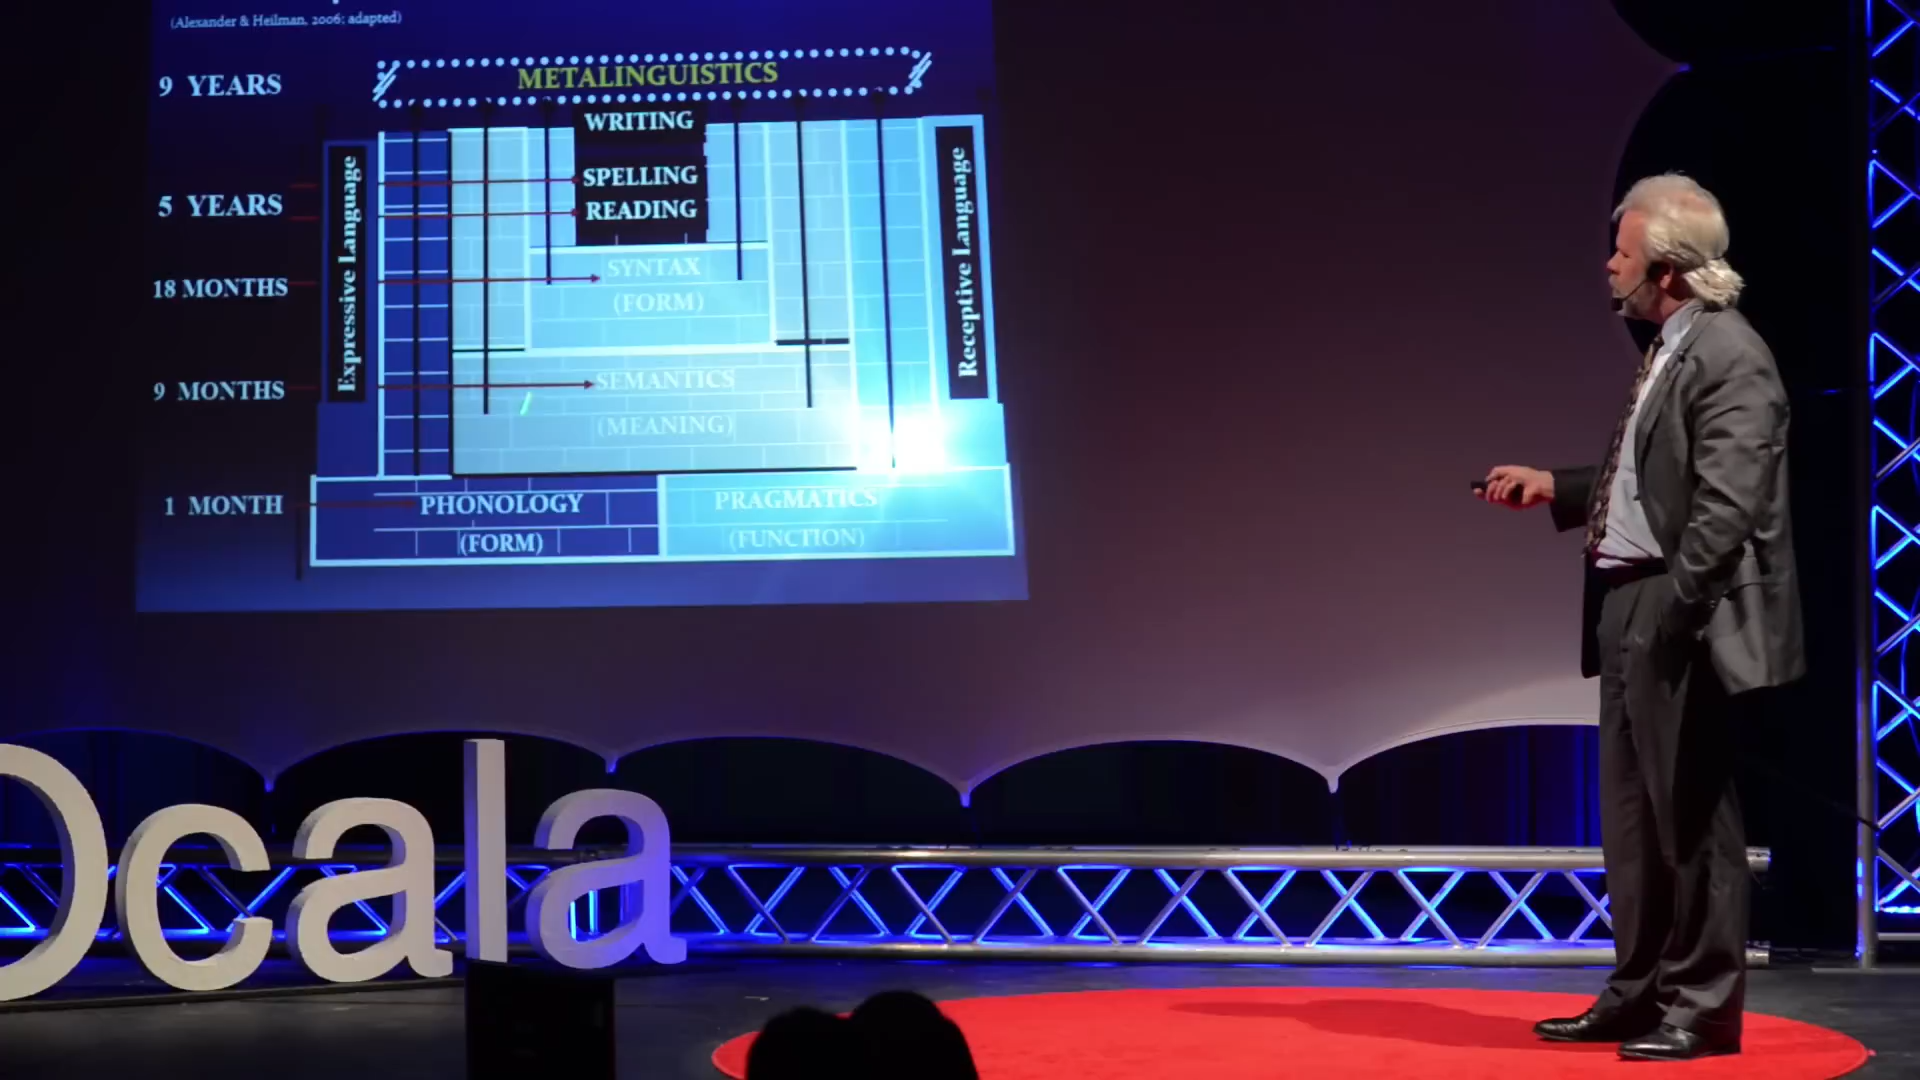 (Alexander & Heilman, 2006; adapted)
9 YEARS
METALINGUISTICS
WRITING
SPELLING
5 YEARS
READING
Expressive Language
Receptive Language
18 MONTHS
SYNTAX
(FORM)
9 MONTHS
SEMANTICS
(MEANING)
1 MONTH
PHONOLOGY
PRAGMATICS
(FORM)
(FUNCTION)
Ocala